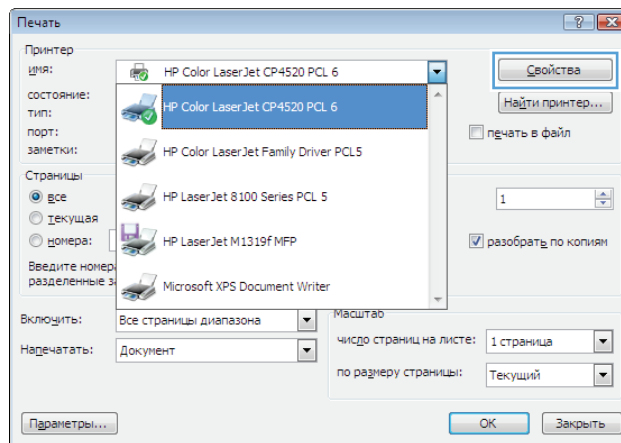 Печать
Принтер
имя:
HP Color LaserJet CP4520 PCL 6
Свойства
состояние:
HP Color LaserJet CP4520 PCL 6
Найти принтер...
тип:
порт:
HP Color LaserJet Family Driver PCL5
печать в файл
заметки:
Страницы
все
HP LaserJet 8100 Series PCL 5
1
текущая
номера:
HP LaserJet M1319f MFP
разобрать по копиям
Введите
разделенные
Microsoft XPS Document Writer
Включить:
Все страницы диапазона
Масштаб
число страниц на листе:
1 страница
Напечатать:
Документ
по размеру страницы:
Текущий
Параметры...
OK
Закрыть